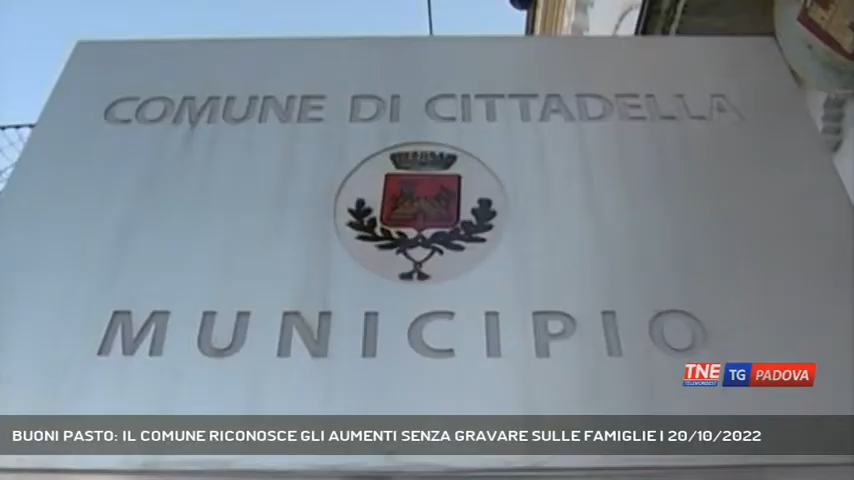 COMUNE DI CITTADELLA
MUNICIPIO
TNE TG PADOVA
TELENORDEST
BUONI PASTO: IL COMUNE RICONOSCE GLI AUMENTI SENZA GRAVARE SULLE FAMIGLIE | 20/10/2022